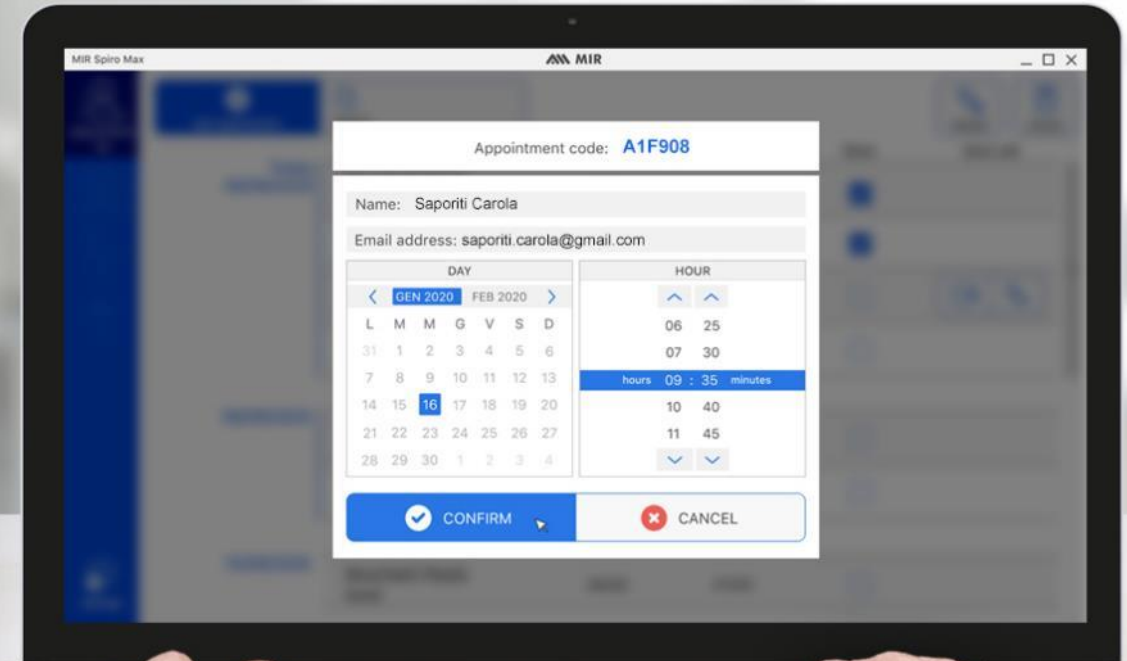 MIR Spiro Max
MIR
Appointment code: A1F908
Name: Saporiti Carola
Email address: saporiti.carola@gmail.com
DAY
GEN 2020 FEB 2020
L M M G V S D
31 1 2 3 4 5 6
7 8 9 10 11 12 13
14 15 16 17 18 19 20
21 22 23 24 25 26 27
28 29 30 1 2 3 4
HOUR
06 25
07 30
hours 09 : 35 minutes
10 40
11 45
CONFIRM
CANCEL